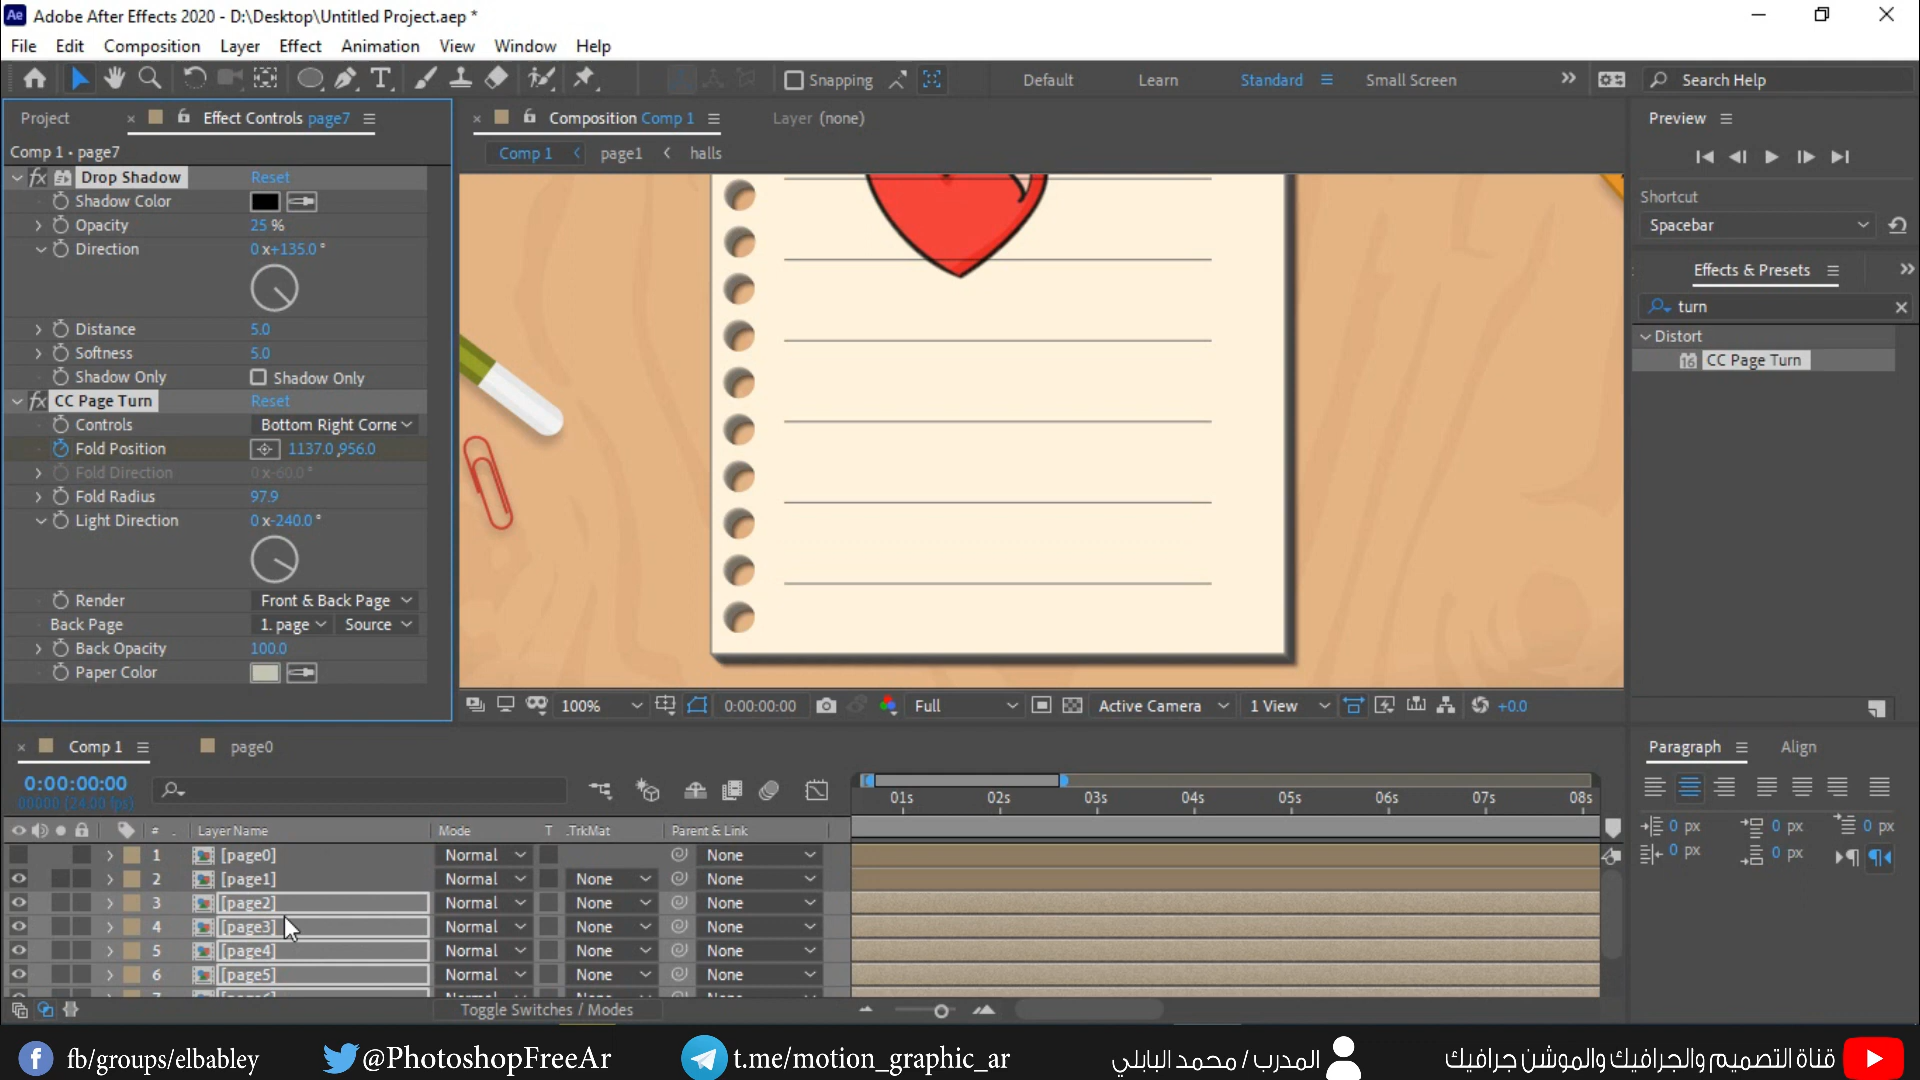 Adobe After Effects 2020 - D:\Desktop\Untitled Project.aep *
File Edit Composition Layer Effect Animation View Window Help
Snapping Default Learn Standard Small Screen Search Help
Project Effect Controls page7
Comp 1 • page7
Drop Shadow Reset
Shadow Color
Opacity 25 %
Direction 0 x+135.0 °
Distance 5.0
Softness 5.0
Shadow Only Shadow Only
CC Page Turn Reset
Controls Bottom Right Corne
Fold Position 1137.0 ,956.0
Fold Direction 0 x-60.0 °
Fold Radius 97.9
Light Direction 0 x-240.0 °
Render Front & Back Page
Back Page 1. page Source
Back Opacity 100.0
Paper Color
Composition Comp 1 Layer (none)
Comp 1 page1 halls
100% 0:00:00:00 Full Active Camera 1 View +0.0
Preview
Shortcut
Spacebar
Effects & Presets
turn
Distort
16 CC Page Turn
Paragraph Align
0 px 0 px 0 px
0 px 0 px
Comp 1 page0
0:00:00:00
00000 (24.00 fps)
01s 02s 03s 04s 05s 06s 07s 08s
# Layer Name Mode T .TrkMat Parent & Link
1 [page0] Normal None
2 [page1] Normal None None
3 [page2] Normal None None
4 [page3] Normal None None
5 [page4] Normal None None
6 [page5] Normal None None
Toggle Switches / Modes
fb/groups/elbabley @PhotoshopFreeAr t.me/motion_graphic_ar المدرب / محمد البابلي قناة التصميم والجرافيك والموشن جرافيك